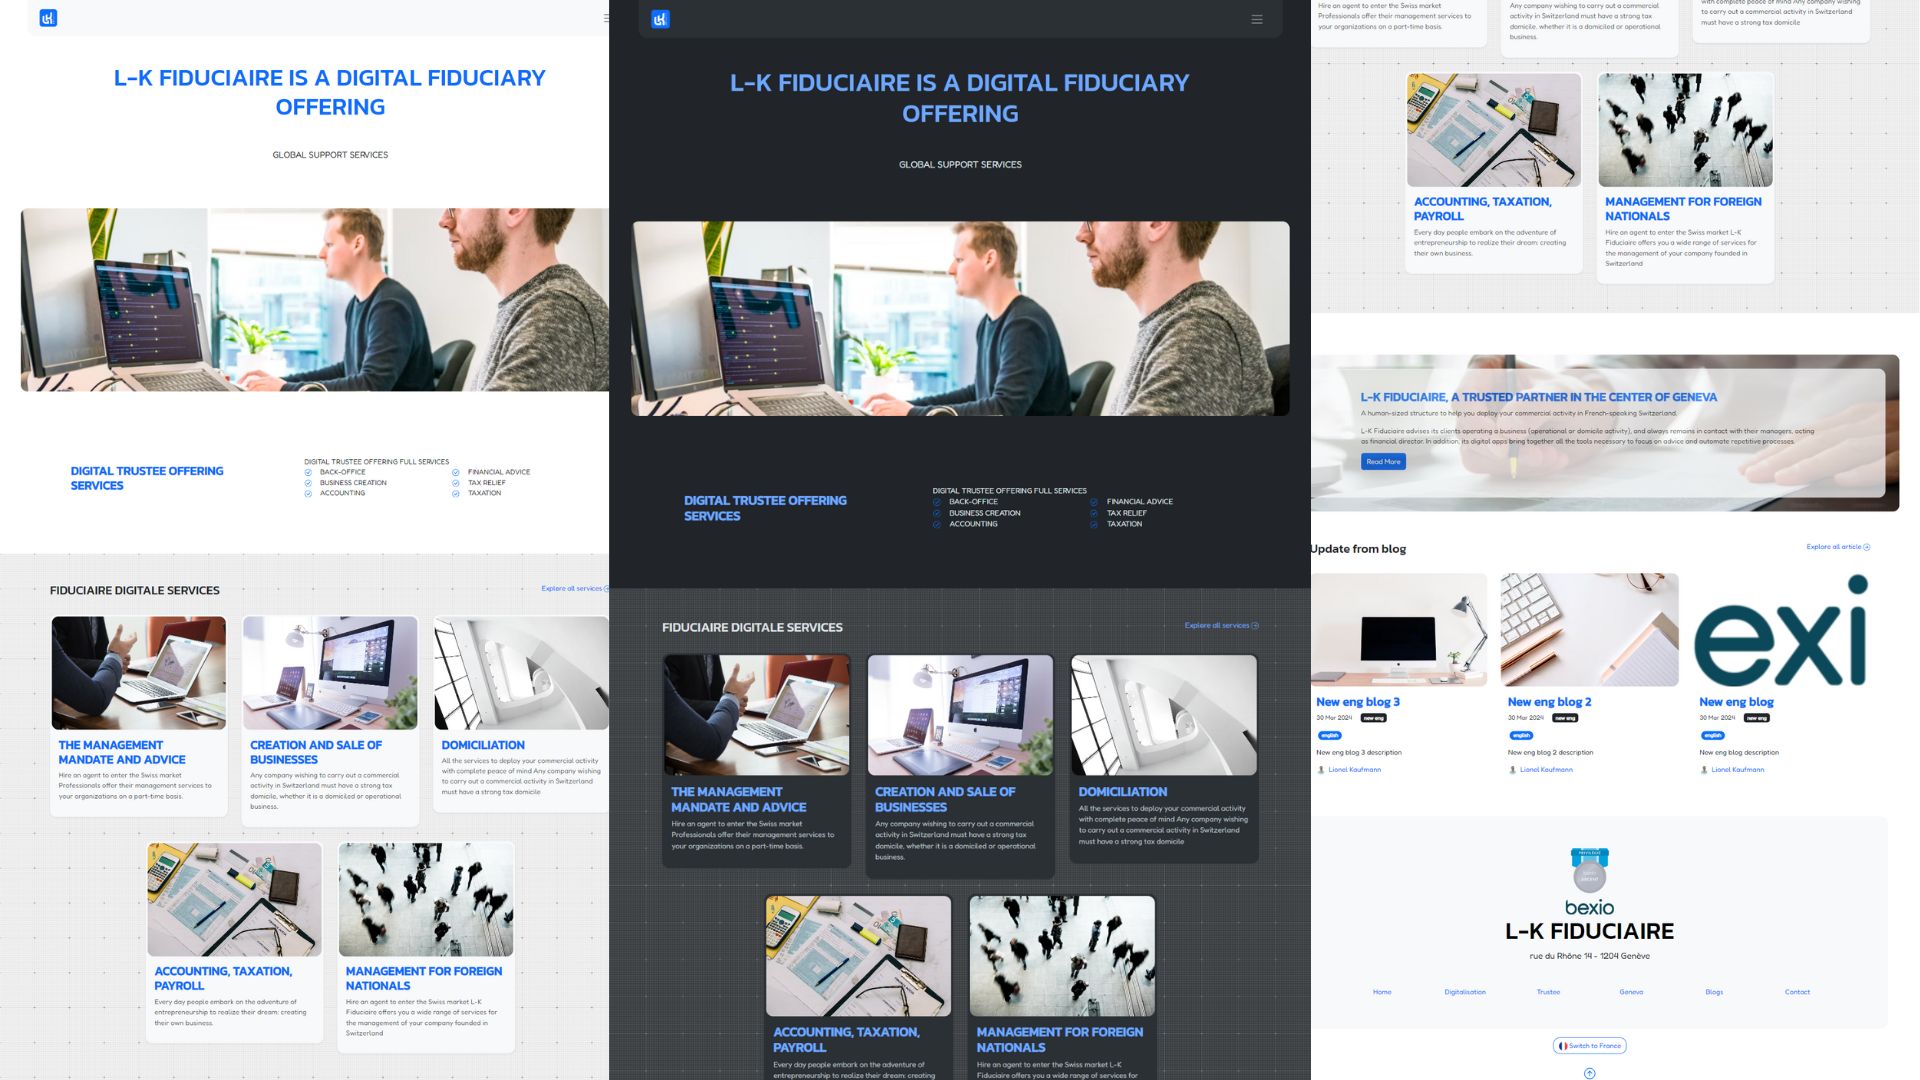 LK
L-K FIDUCIAIRE IS A DIGITAL FIDUCIARY
OFFERING
GLOBAL SUPPORT SERVICES
DIGITAL TRUSTEE OFFERING
SERVICES
DIGITAL TRUSTEE OFFERING FULL SERVICES
BACK-OFFICE
BUSINESS CREATION
ACCOUNTING
FINANCIAL ADVICE
TAX RELIEF
TAXATION
FIDUCIAIRE DIGITALE SERVICES
Explore all services
THE MANAGEMENT
MANDATE AND ADVICE
Hire an agent to enter the Swiss market
Professionals offer their management services to
your organizations on a part-time basis.
CREATION AND SALE OF
BUSINESSES
Any company wishing to carry out a commercial
activity in Switzerland must have a strong tax
domicile, whether it is a domiciled or operational
business.
DOMICILIATION
All the services to deploy your commercial activity
with complete peace of mind Any company wishing
to carry out a commercial activity in Switzerland
must have a strong tax domicile
ACCOUNTING, TAXATION,
PAYROLL
Every day people embark on the adventure of
entrepreneurship to realize their dream: creating
their own business.
MANAGEMENT FOR FOREIGN
NATIONALS
Hire an agent to enter the Swiss market L-K
Fiduciaire offers you a wide range of services for
the management of your company founded in
Switzerland
LK
L-K FIDUCIAIRE IS A DIGITAL FIDUCIARY
OFFERING
GLOBAL SUPPORT SERVICES
DIGITAL TRUSTEE OFFERING
SERVICES
DIGITAL TRUSTEE OFFERING FULL SERVICES
BACK-OFFICE
BUSINESS CREATION
ACCOUNTING
FINANCIAL ADVICE
TAX RELIEF
TAXATION
FIDUCIAIRE DIGITALE SERVICES
Explore all services
THE MANAGEMENT
MANDATE AND ADVICE
Hire an agent to enter the Swiss market
Professionals offer their management services to
your organizations on a part-time basis.
CREATION AND SALE OF
BUSINESSES
Any company wishing to carry out a commercial
activity in Switzerland must have a strong tax
domicile, whether it is a domiciled or operational
business.
DOMICILIATION
All the services to deploy your commercial activity
with complete peace of mind Any company wishing
to carry out a commercial activity in Switzerland
must have a strong tax domicile
ACCOUNTING, TAXATION,
PAYROLL
Every day people embark on the adventure of
entrepreneurship to realize their dream: creating
MANAGEMENT FOR FOREIGN
NATIONALS
Hire an agent to enter the Swiss market L-K
Fiduciaire offers you a wide range of services for
Hire an agent to enter the Swiss market
Professionals offer their management services to
your organizations on a part-time basis.
Any company wishing to carry out a commercial
activity in Switzerland must have a strong tax
domicile, whether it is a domiciled or operational
business.
with complete peace of mind Any company wishing
to carry out a commercial activity in Switzerland
must have a strong tax domicile
ACCOUNTING, TAXATION,
PAYROLL
Every day people embark on the adventure of
entrepreneurship to realize their dream: creating
their own business.
MANAGEMENT FOR FOREIGN
NATIONALS
Hire an agent to enter the Swiss market L-K
Fiduciaire offers you a wide range of services for
the management of your company founded in
Switzerland
L-K FIDUCIAIRE, A TRUSTED PARTNER IN THE CENTER OF GENEVA
A human-sized structure to help you deploy your commercial activity in French-speaking Switzerland.
L-K Fiduciaire advises its clients operating a business (operational or domicile activity), and always remains in contact with their managers, acting
as financial director. In addition, its digital apps bring together all the tools necessary to focus on advice and automate repetitive processes.
Read More
Update from blog
Explore all article
New eng blog 3
30 Mar 2024 new eng
english
New eng blog 3 description
Lionel Kaufmann
New eng blog 2
30 Mar 2024 new eng
english
New eng blog 2 description
Lionel Kaufmann
exi
New eng blog
30 Mar 2024 new eng
english
New eng blog description
Lionel Kaufmann
bexio
L-K FIDUCIAIRE
rue du Rhône 14 - 1204 Genève
Home
Digitalisation
Trustee
Geneva
Blogs
Contact
Switch to France